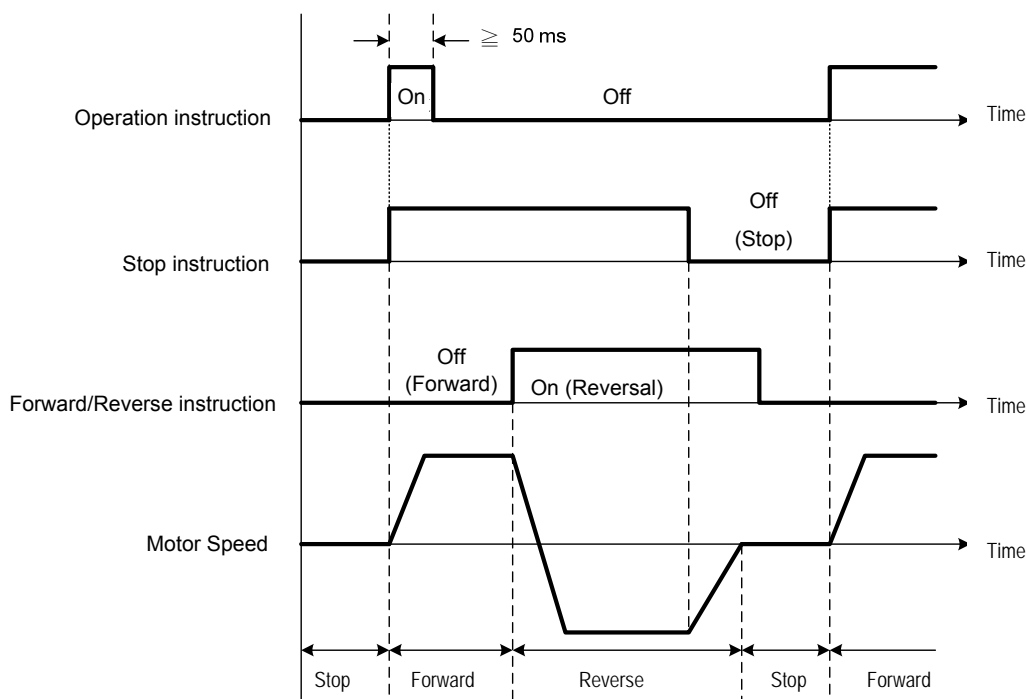 ≧ 50 ms
On
Off
Operation instruction
Time
Off
(Stop)
Stop instruction
Time
Off
(Forward)
On (Reversal)
Forward/Reverse instruction
Time
Motor Speed
Time
Stop
Forward
Reverse
Stop
Forward